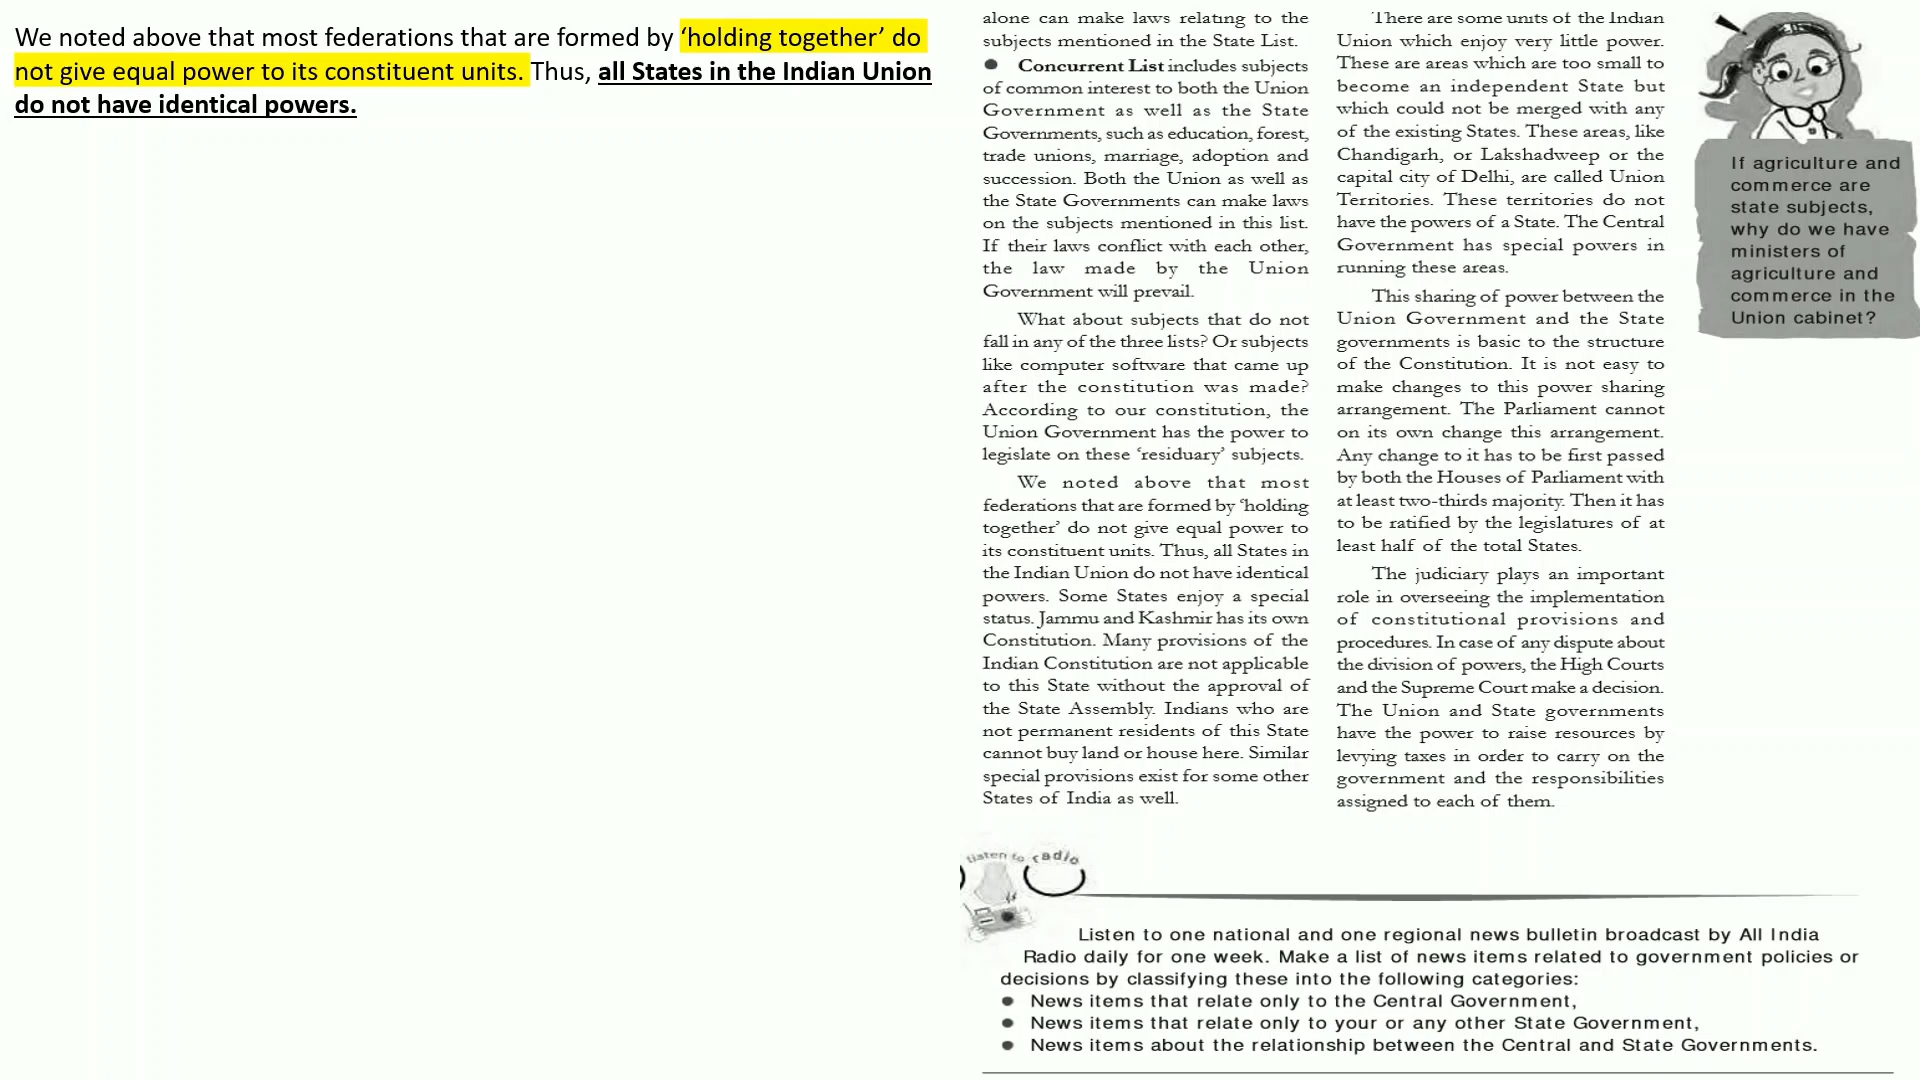 We noted above that most federations that are formed by ‘holding together’ do
not give equal power to its constituent units. Thus, all States in the Indian Union
do not have identical powers.
alone can make laws relating to the
subjects mentioned in the State List.
● Concurrent List includes subjects
of common interest to both the Union
Government as well as the State
Governments, such as education, forest,
trade unions, marriage, adoption and
succession. Both the Union as well as
the State Governments can make laws
on the subjects mentioned in this list.
If their laws conflict with each other,
the law made by the Union
Government will prevail.
What about subjects that do not
fall in any of the three lists? Or subjects
like computer software that came up
after the constitution was made?
According to our constitution, the
Union Government has the power to
legislate on these ‘residuary’ subjects.
We noted above that most
federations that are formed by ‘holding
together’ do not give equal power to
its constituent units. Thus, all States in
the Indian Union do not have identical
powers. Some States enjoy a special
status. Jammu and Kashmir has its own
Constitution. Many provisions of the
Indian Constitution are not applicable
to this State without the approval of
the State Assembly. Indians who are
not permanent residents of this State
cannot buy land or house here. Similar
special provisions exist for some other
States of India as well.
There are some units of the Indian
Union which enjoy very little power.
These are areas which are too small to
become an independent State but
which could not be merged with any
of the existing States. These areas, like
Chandigarh, or Lakshadweep or the
capital city of Delhi, are called Union
Territories. These territories do not
have the powers of a State. The Central
Government has special powers in
running these areas.
This sharing of power between the
Union Government and the State
governments is basic to the structure
of the Constitution. It is not easy to
make changes to this power sharing
arrangement. The Parliament cannot
on its own change this arrangement.
Any change to it has to be first passed
by both the Houses of Parliament with
at least two-thirds majority. Then it has
to be ratified by the legislatures of at
least half of the total States.
The judiciary plays an important
role in overseeing the implementation
of constitutional provisions and
procedures. In case of any dispute about
the division of powers, the High Courts
and the Supreme Court make a decision.
The Union and State governments
have the power to raise resources by
levying taxes in order to carry on the
government and the responsibilities
assigned to each of them.
If agriculture and
commerce are
state subjects,
why do we have
ministers of
agriculture and
commerce in the
Union cabinet?
listen to radio
Listen to one national and one regional news bulletin broadcast by All India
Radio daily for one week. Make a list of news items related to government policies or
decisions by classifying these into the following categories:
● News items that relate only to the Central Government,
● News items that relate only to your or any other State Government,
● News items about the relationship between the Central and State Governments.